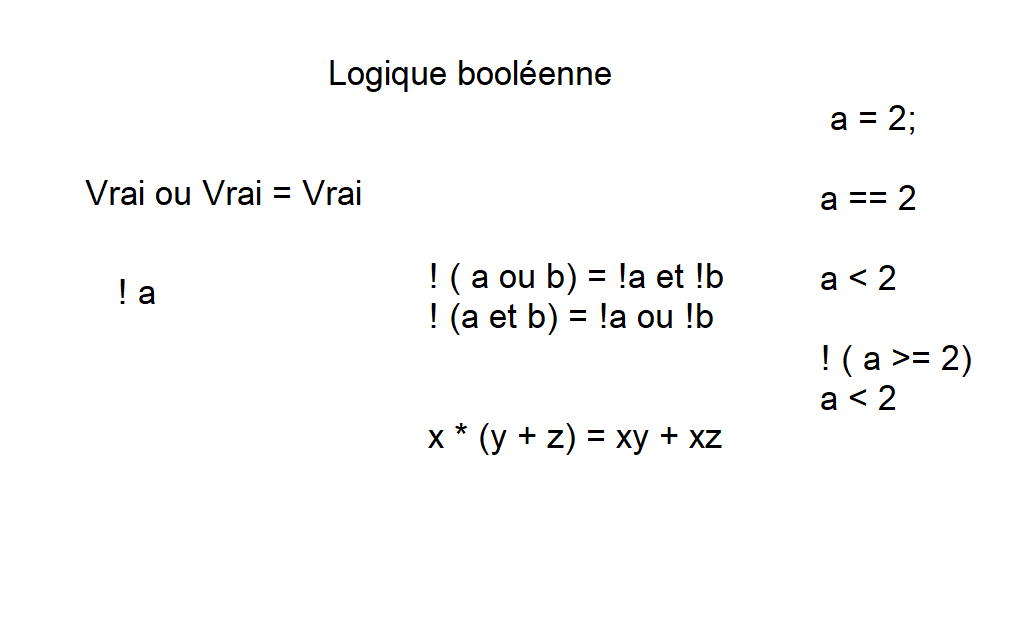 Logique booléenne
a = 2;
Vrai ou Vrai = Vrai
a == 2
! a
! ( a ou b) = !a et !b
! (a et b) = !a ou !b
a < 2
! ( a >= 2)
a < 2
x * (y + z) = xy + xz